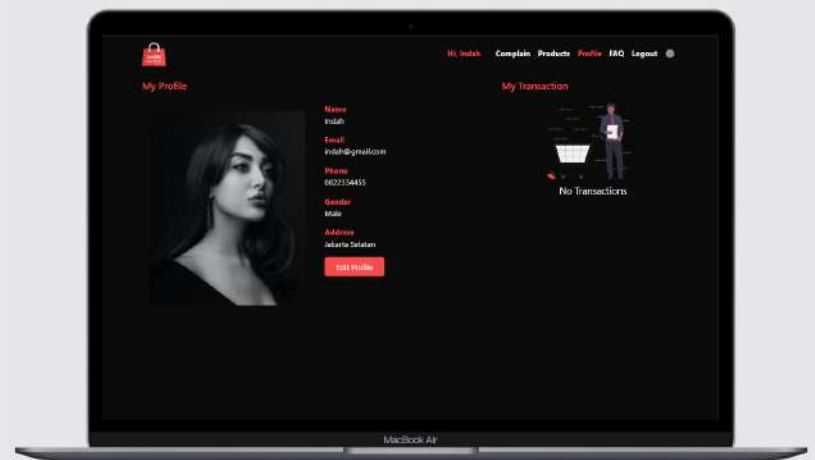 Hi, Indah Complain Products Profile FAQ Logout
My Profile
My Transaction
Name
indah
Email
indah@gmail.com
Phone
0822334455
Gender
Male
Address
Jakarta Selatan
Edit Profile
No Transactions
MacBook Air